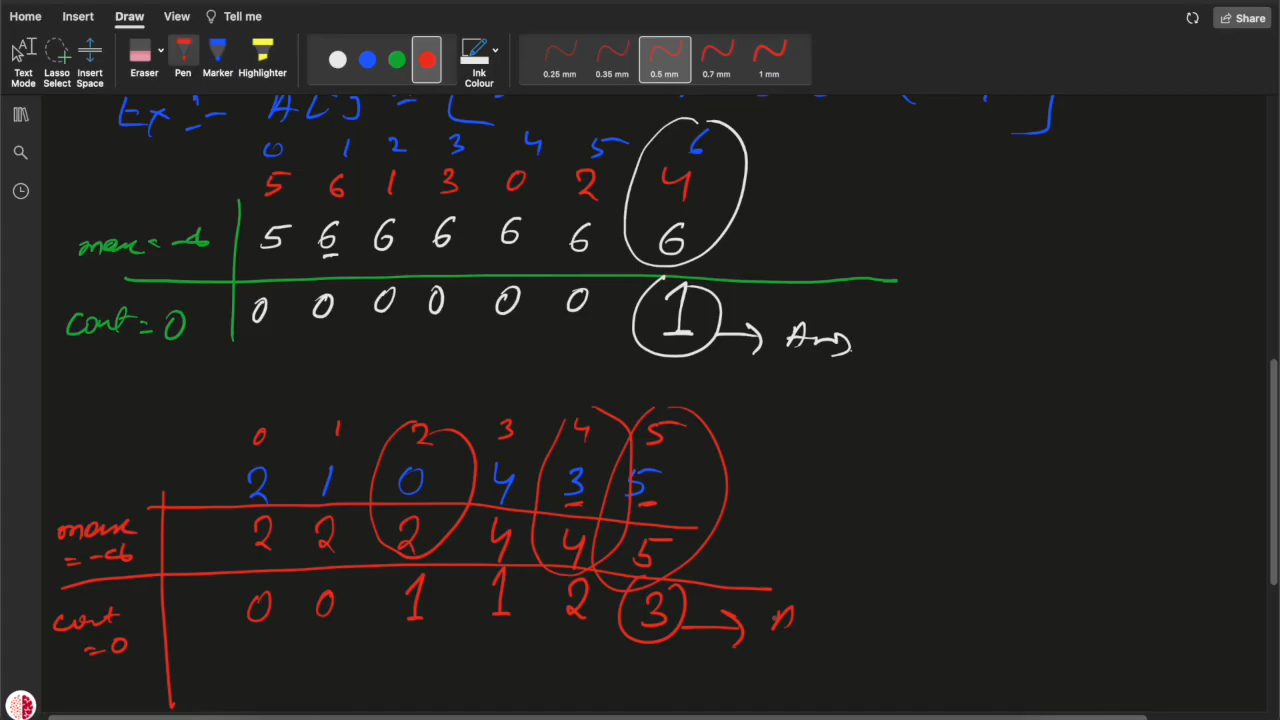 Home Insert Draw View Tell me Share
Text Mode Lasso Select Insert Space Eraser Pen Marker Highlighter Ink Colour 0.25 mm 0.35 mm 0.5 mm 0.7 mm 1 mm
Ex:- A[] = [ ]
0 1 2 3 4 5 6
5 6 1 3 0 2 4
max = -∞ 5 6 6 6 6 6 6
cout = 0 0 0 0 0 0 0 1 → Ans
0 1 2 3 4 5
2 1 0 4 3 5
max = -∞ 2 2 2 4 4 5
cout = 0 0 0 1 1 2 3 →